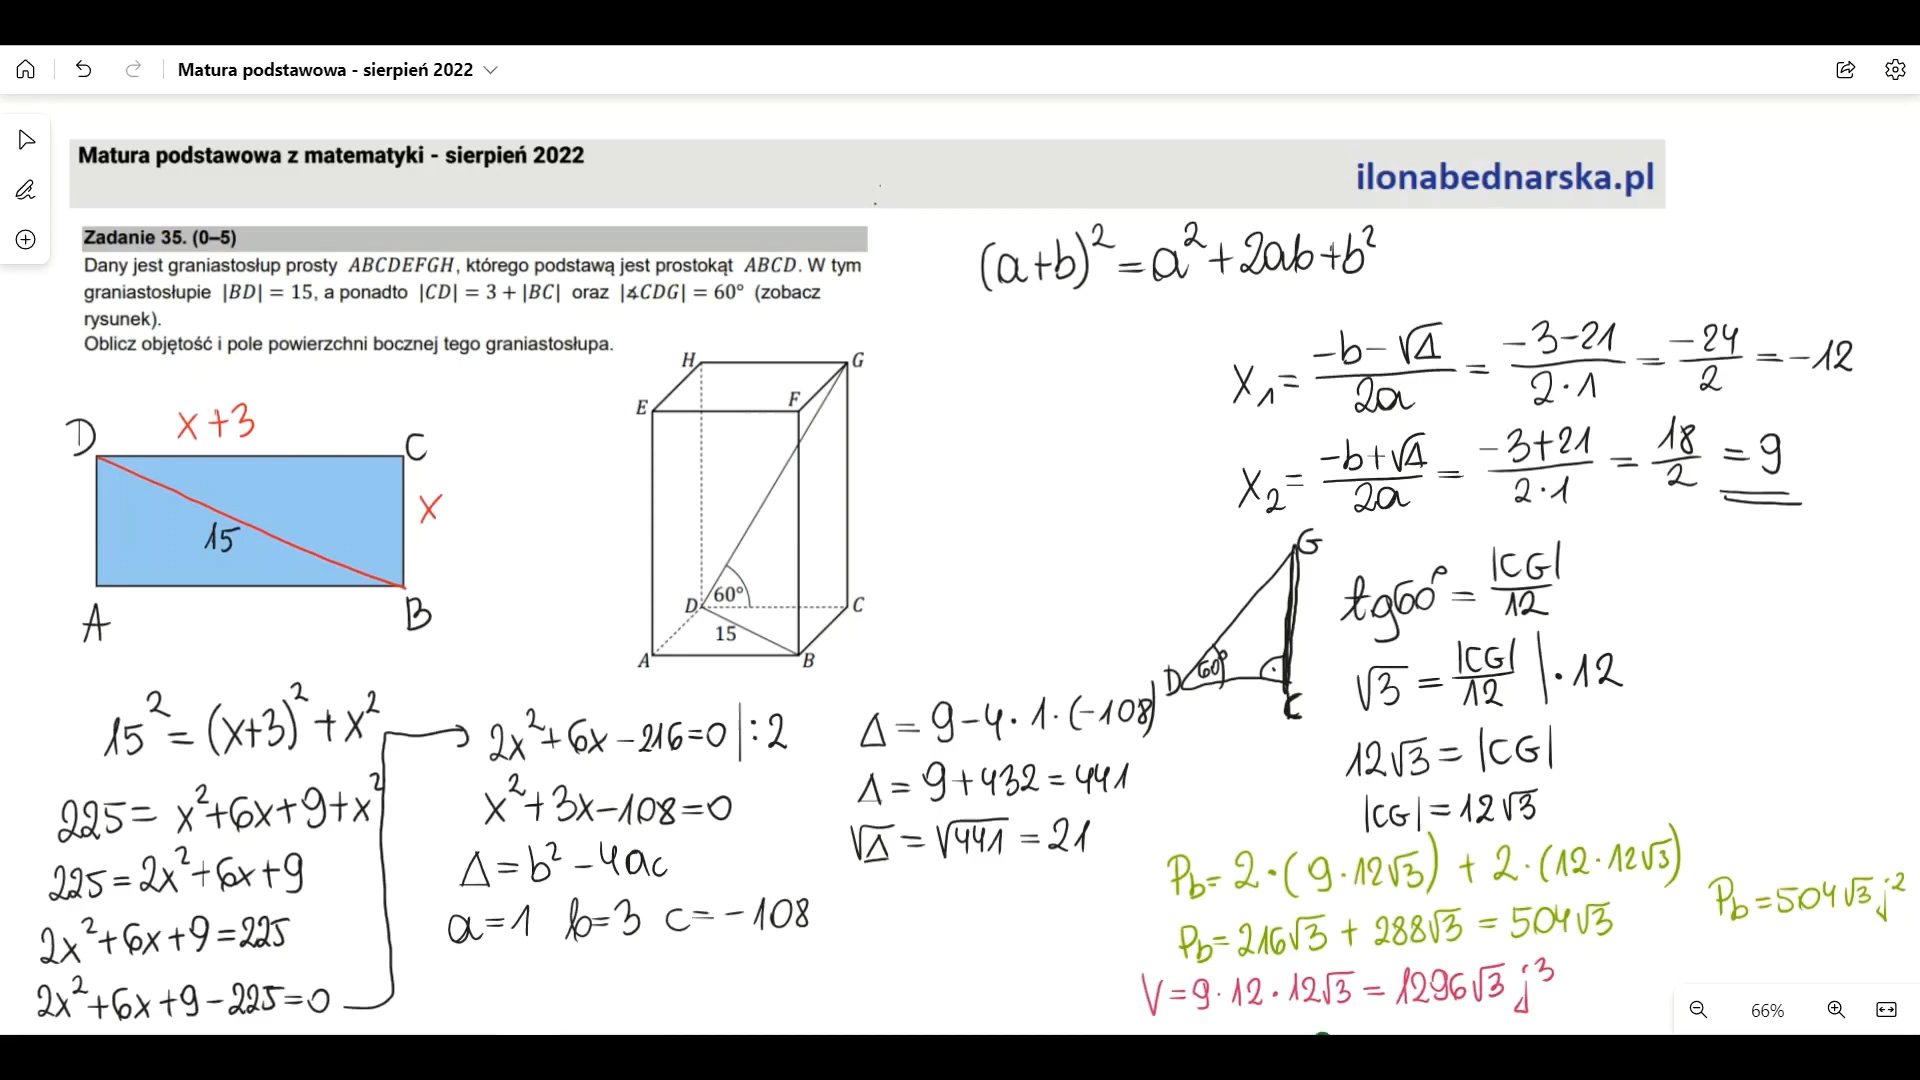 Matura podstawowa - sierpień 2022
Matura podstawowa z matematyki - sierpień 2022
ilonabednarska.pl
Zadanie 35. (0–5)
Dany jest graniastosłup prosty ABCDEFGH, którego podstawą jest prostokąt ABCD. W tym
graniastosłupie |BD| = 15, a ponadto |CD| = 3 + |BC| oraz |∡CDG| = 60° (zobacz
rysunek).
Oblicz objętość i pole powierzchni bocznej tego graniastosłupa.
D x+3 C
x
15
A B
H G
E F
D 60° C
15
A B
15² = (x+3)² + x²
225 = x²+6x+9+x²
225=2x²+6x+9
2x²+6x+9=225
2x²+6x+9-225=0
2x²+6x-216=0 |:2
x²+3x-108=0
Δ=b²-4ac
a=1 b=3 c=-108
Δ=9-4·1·(-108)
Δ=9+432=441
√Δ=√441=21
(a+b)²=a²+2ab+b²
x₁= (-b-√Δ)/2a = (-3-21)/2·1 = -24/2 = -12
x₂= (-b+√Δ)/2a = (-3+21)/2·1 = 18/2 = 9
G
D 60° C
tg60° = |CG|/12
√3 = |CG|/12 |·12
12√3 = |CG|
|CG| = 12√3
Pb= 2·(9·12√3) + 2·(12·12√3)
Pb= 216√3 + 288√3 = 504√3
Pb=504√3 j²
V=9·12·12√3 = 1296√3 j³
66%